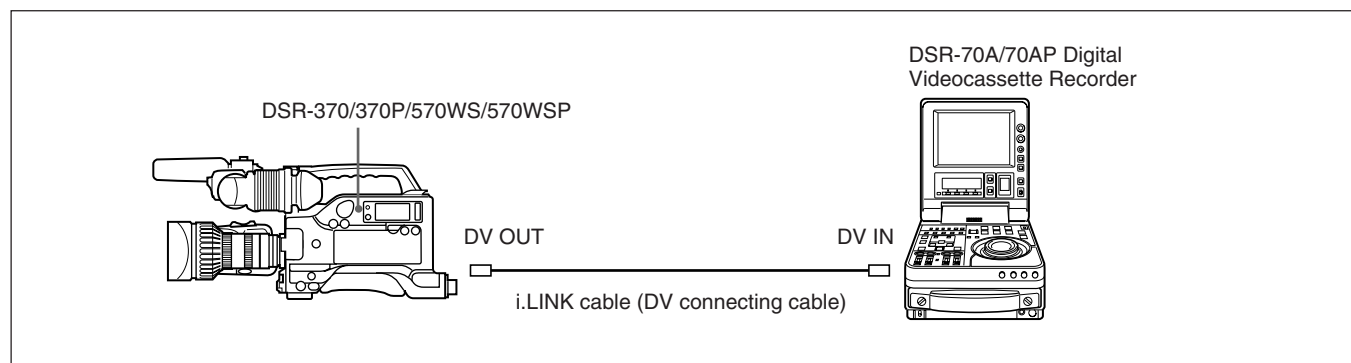 DSR-70A/70AP Digital
Videocassette Recorder
DSR-370/370P/570WS/570WSP
DV OUT
DV IN
i.LINK cable (DV connecting cable)